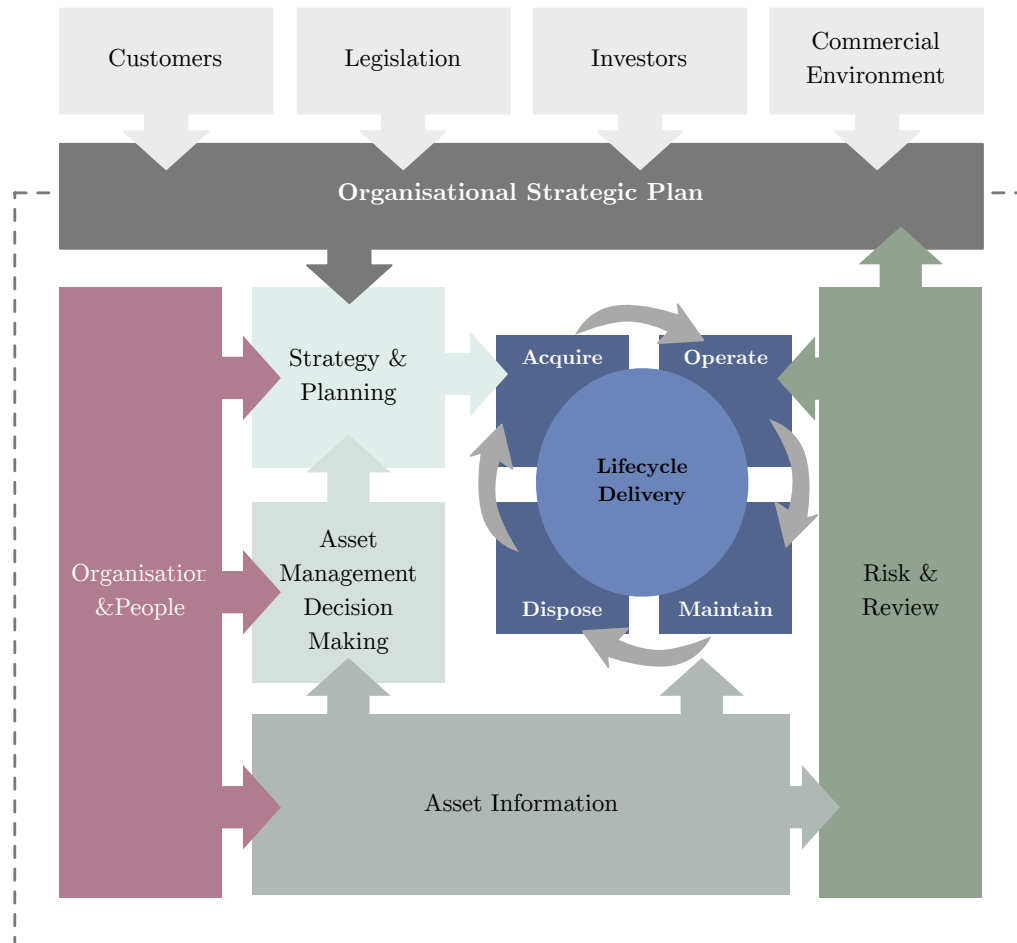 Customers
Legislation
Investors
Commercial
Environment
Organisational Strategic Plan
Strategy &
Planning
Acquire
Operate
Lifecycle
Delivery
Asset
Management
Decision
Making
Organisation
&People
Dispose
Maintain
Risk &
Review
Asset Information